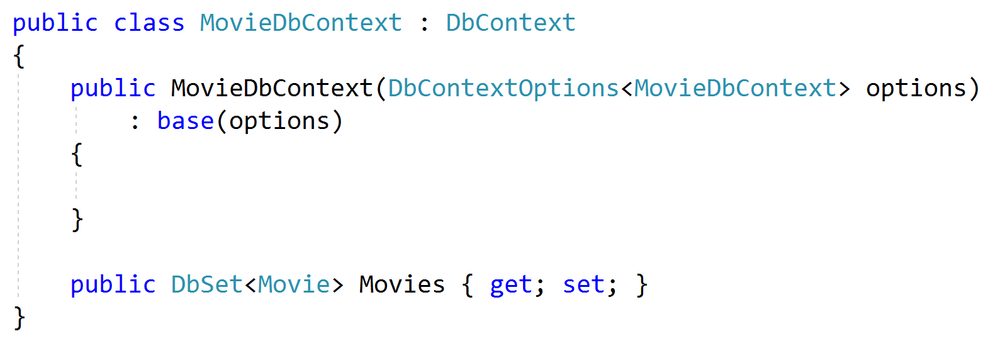 public class MovieDbContext : DbContext
{
    public MovieDbContext(DbContextOptions<MovieDbContext> options)
        : base(options)
    {
    }
    public DbSet<Movie> Movies { get; set; }
}